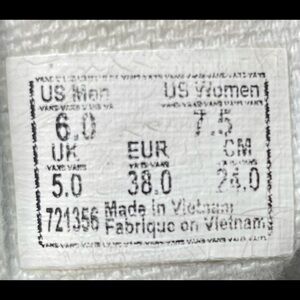 US Men US Women
6.0 7.5
UK EUR CM
5.0 38.0 24.0
721356 Made in Vietnam
Fabrique en Vietnam